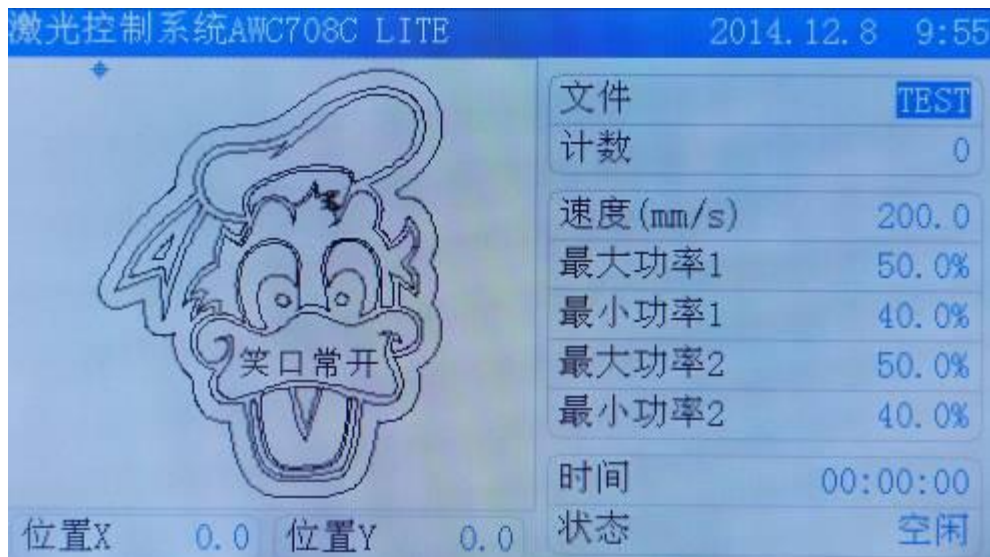 激光控制系统AWC708C LITE 2014.12.8 9:55
文件 TEST
计数 0
速度(mm/s) 200.0
最大功率1 50.0%
最小功率1 40.0%
最大功率2 50.0%
最小功率2 40.0%
时间 00:00:00
状态 空闲
笑口常开
位置X 0.0 位置Y 0.0